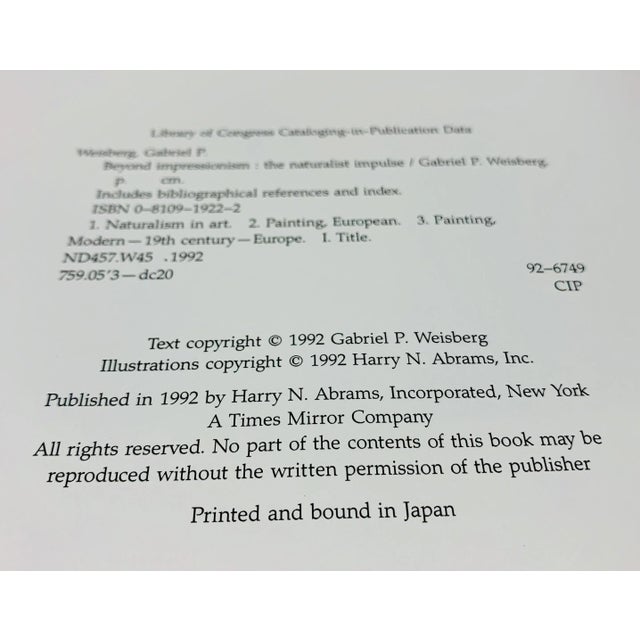 Library of Congress Cataloging-in-Publication Data
Weisberg, Gabriel P.
Beyond impressionism : the naturalist impulse / Gabriel P. Weisberg.
p. cm.
Includes bibliographical references and index.
ISBN 0–8109–1922–2
1. Naturalism in art. 2. Painting, European. 3. Painting,
Modern — 19th century — Europe. I. Title.
ND457.W45 .1992
759.05'3 — dc20 92–6749
CIP
Text copyright © 1992 Gabriel P. Weisberg
Illustrations copyright © 1992 Harry N. Abrams, Inc.
Published in 1992 by Harry N. Abrams, Incorporated, New York
A Times Mirror Company
All rights reserved. No part of the contents of this book may be
reproduced without the written permission of the publisher
Printed and bound in Japan